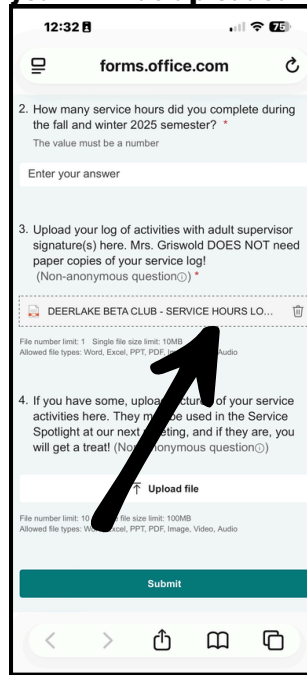 12:32
75
forms.office.com
2. How many service hours did you complete during
the fall and winter 2025 semester? *
The value must be a number
Enter your answer
3. Upload your log of activities with adult supervisor
signature(s) here. Mrs. Griswold DOES NOT need
paper copies of your service log!
(Non-anonymous question) *
DEERLAKE BETA CLUB - SERVICE HOURS LO...
File number limit: 1 Single file size limit: 10MB
Allowed file types: Word, Excel, PPT, PDF, Audio
4. If you have some, upload of your service
activities here. They be used in the Service
Spotlight at our next and if they are, you
will get a treat! question)
Upload file
File number limit: 10 file size limit: 100MB
Allowed file types: Excel, PPT, PDF, Image, Video, Audio
Submit